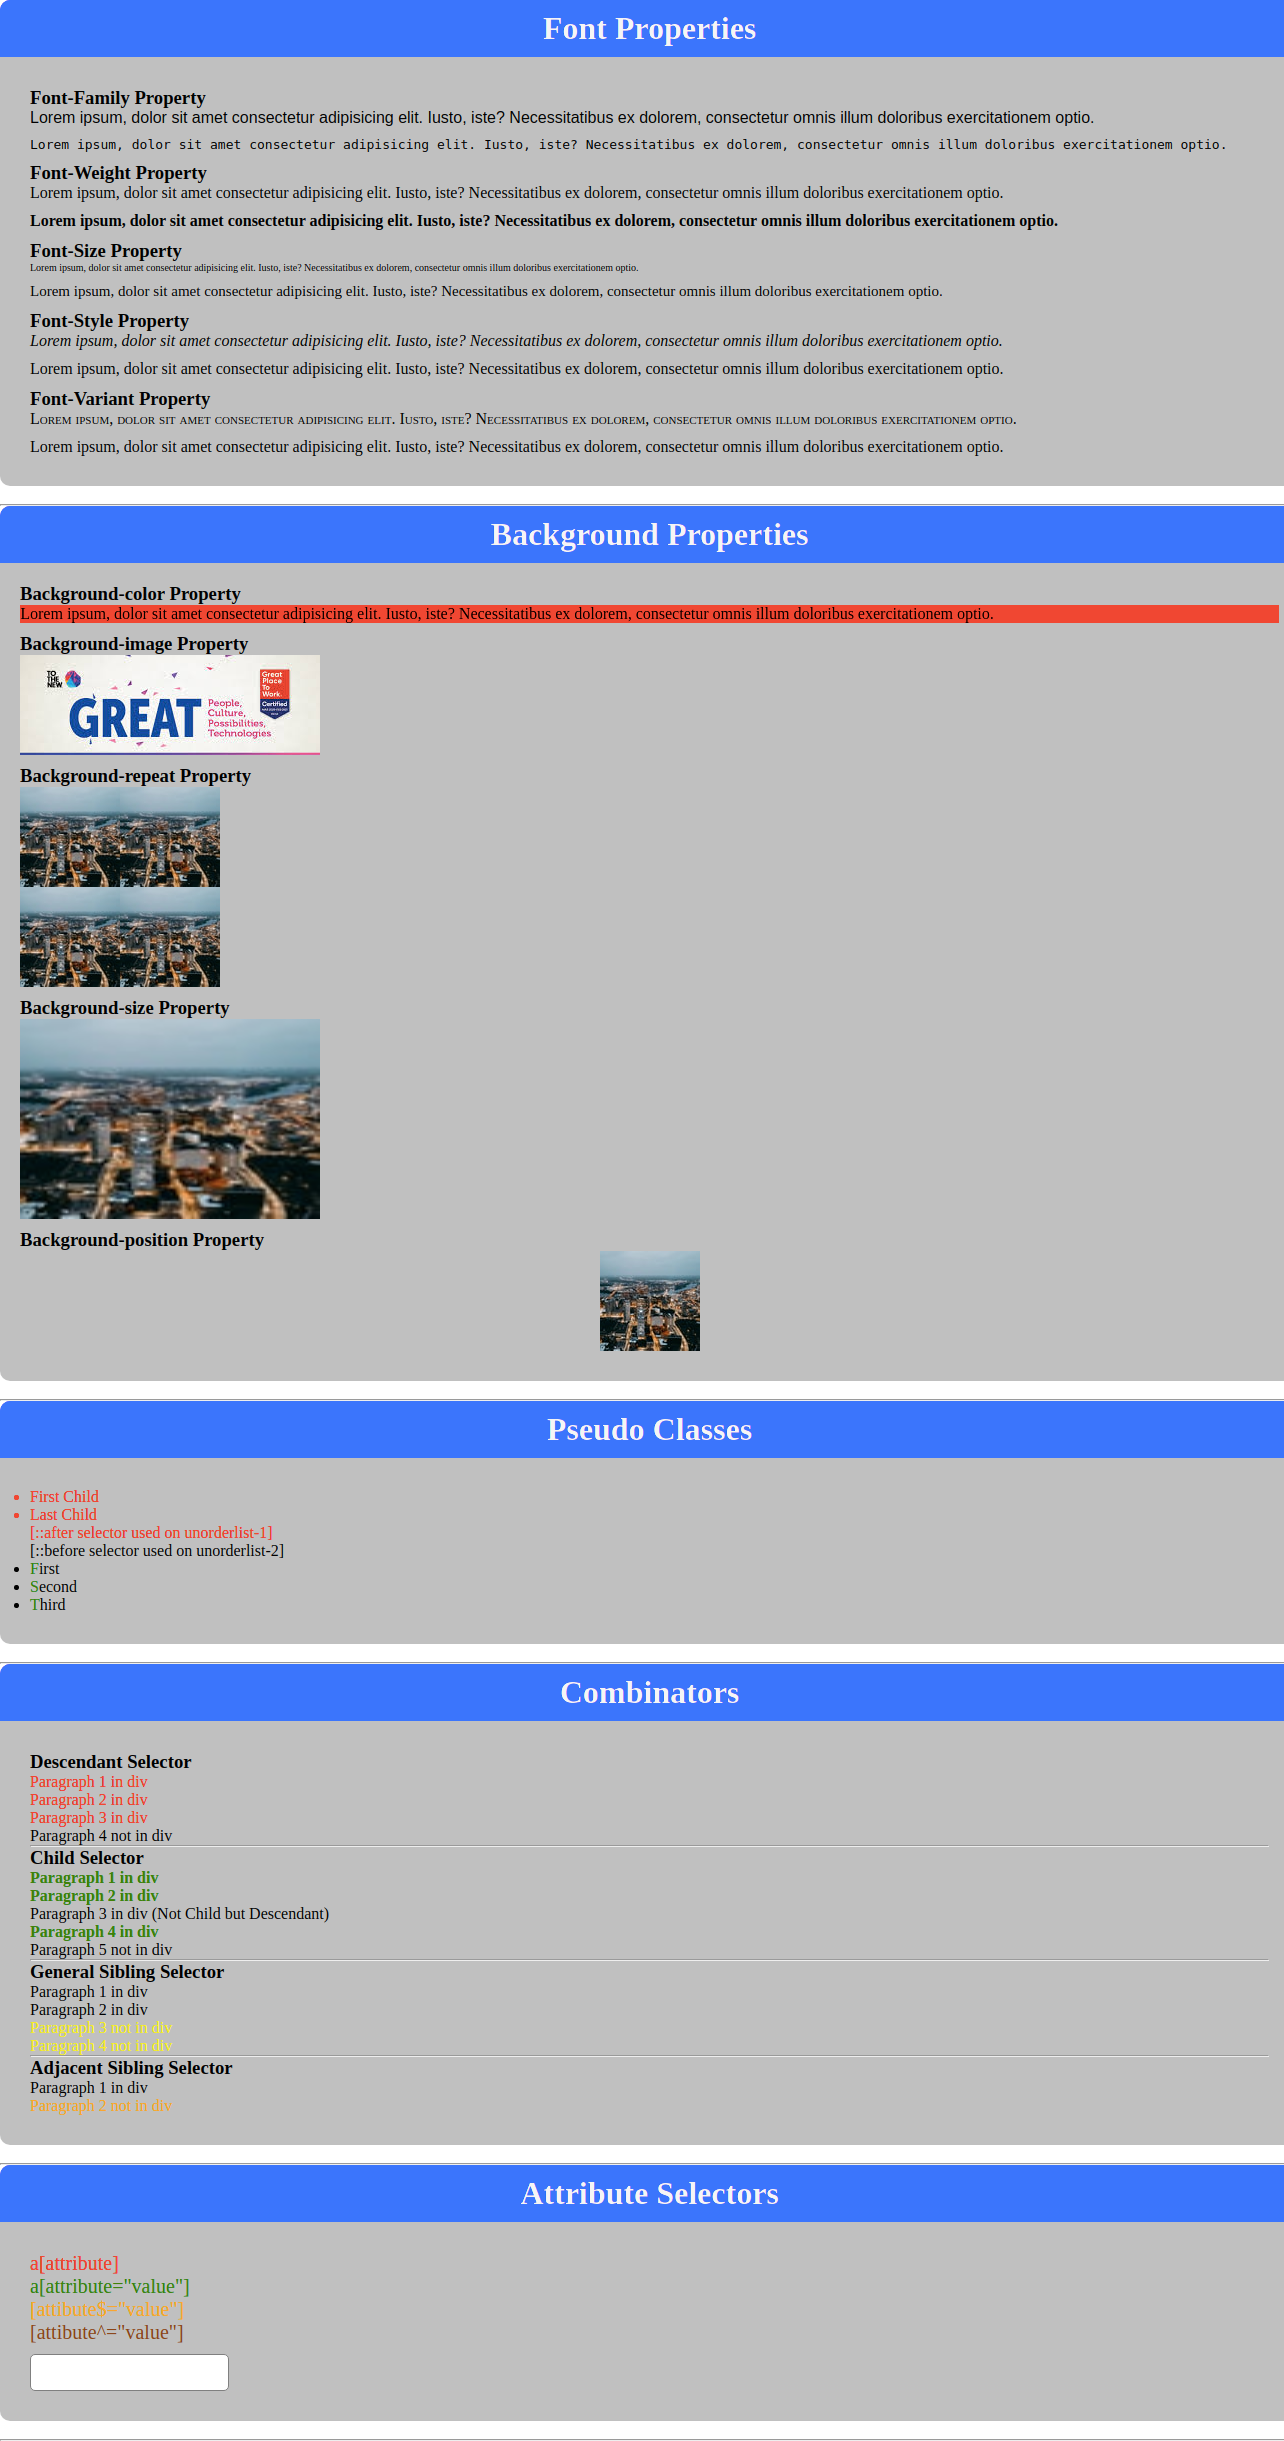 Font Properties
Font-Family Property
Lorem ipsum, dolor sit amet consectetur adipisicing elit. Iusto, iste? Necessitatibus ex dolorem, consectetur omnis illum doloribus exercitationem optio.
Lorem ipsum, dolor sit amet consectetur adipisicing elit. Iusto, iste? Necessitatibus ex dolorem, consectetur omnis illum doloribus exercitationem optio.
Font-Weight Property
Lorem ipsum, dolor sit amet consectetur adipisicing elit. Iusto, iste? Necessitatibus ex dolorem, consectetur omnis illum doloribus exercitationem optio.
Lorem ipsum, dolor sit amet consectetur adipisicing elit. Iusto, iste? Necessitatibus ex dolorem, consectetur omnis illum doloribus exercitationem optio.
Font-Size Property
Lorem ipsum, dolor sit amet consectetur adipisicing elit. Iusto, iste? Necessitatibus ex dolorem, consectetur omnis illum doloribus exercitationem optio.
Lorem ipsum, dolor sit amet consectetur adipisicing elit. Iusto, iste? Necessitatibus ex dolorem, consectetur omnis illum doloribus exercitationem optio.
Font-Style Property
Lorem ipsum, dolor sit amet consectetur adipisicing elit. Iusto, iste? Necessitatibus ex dolorem, consectetur omnis illum doloribus exercitationem optio.
Lorem ipsum, dolor sit amet consectetur adipisicing elit. Iusto, iste? Necessitatibus ex dolorem, consectetur omnis illum doloribus exercitationem optio.
Font-Variant Property
Lorem ipsum, dolor sit amet consectetur adipisicing elit. Iusto, iste? Necessitatibus ex dolorem, consectetur omnis illum doloribus exercitationem optio.
Lorem ipsum, dolor sit amet consectetur adipisicing elit. Iusto, iste? Necessitatibus ex dolorem, consectetur omnis illum doloribus exercitationem optio.
Background Properties
Background-color Property
Lorem ipsum, dolor sit amet consectetur adipisicing elit. Iusto, iste? Necessitatibus ex dolorem, consectetur omnis illum doloribus exercitationem optio.
Background-image Property
TO
THE
NEW
GREAT
People,
Culture,
Possibilities,
Technologies
Great
Place
To
Work.
Certified
Background-repeat Property
Background-size Property
Background-position Property
Pseudo Classes
First Child
Last Child
[::after selector used on unorderlist-1]
[::before selector used on unorderlist-2]
First
Second
Third
Combinators
Descendant Selector
Paragraph 1 in div
Paragraph 2 in div
Paragraph 3 in div
Paragraph 4 not in div
Child Selector
Paragraph 1 in div
Paragraph 2 in div
Paragraph 3 in div (Not Child but Descendant)
Paragraph 4 in div
Paragraph 5 not in div
General Sibling Selector
Paragraph 1 in div
Paragraph 2 in div
Paragraph 3 not in div
Paragraph 4 not in div
Adjacent Sibling Selector
Paragraph 1 in div
Paragraph 2 not in div
Attribute Selectors
a[attribute]
a[attribute="value"]
[attibute$="value"]
[attibute^="value"]